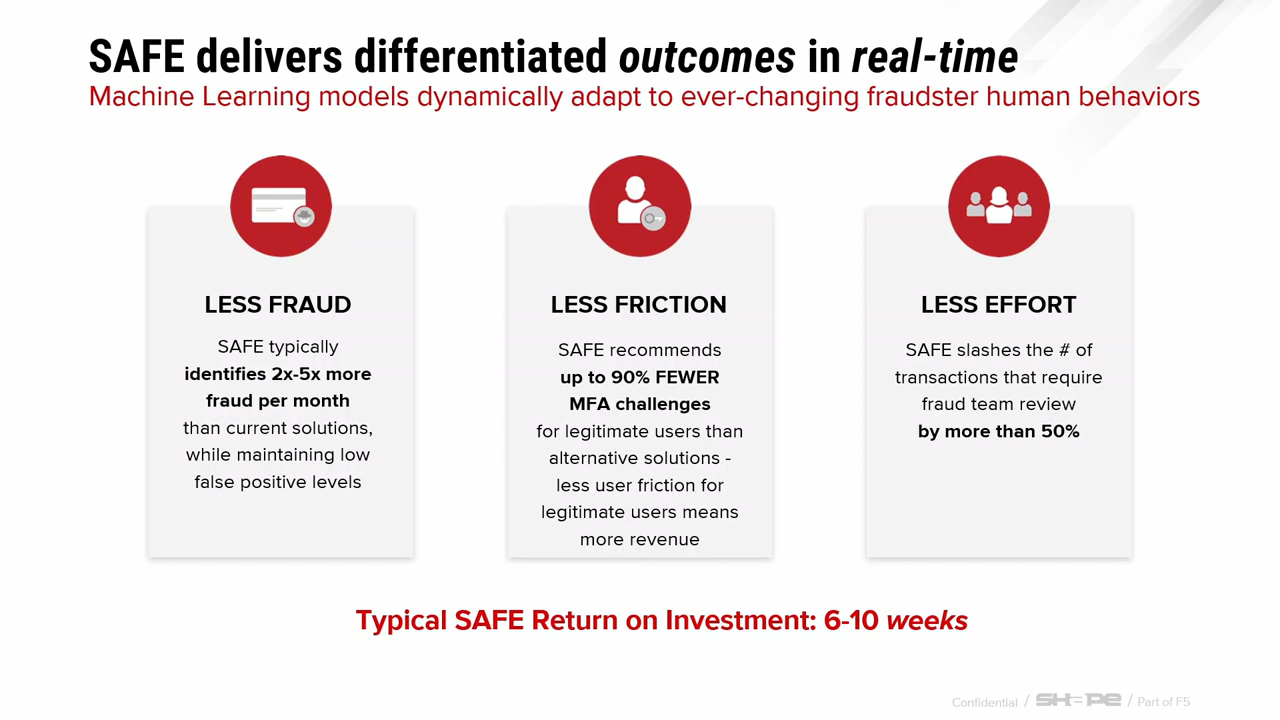 SAFE delivers differentiated outcomes in real-time
Machine Learning models dynamically adapt to ever-changing fraudster human behaviors
LESS FRAUD
SAFE typically
identifies 2x-5x more
fraud per month
than current solutions,
while maintaining low
false positive levels
LESS FRICTION
SAFE recommends
up to 90% FEWER
MFA challenges
for legitimate users than
alternative solutions -
less user friction for
legitimate users means
more revenue
LESS EFFORT
SAFE slashes the # of
transactions that require
fraud team review
by more than 50%
Typical SAFE Return on Investment: 6-10 weeks
Confidential / SHAPE / Part of F5